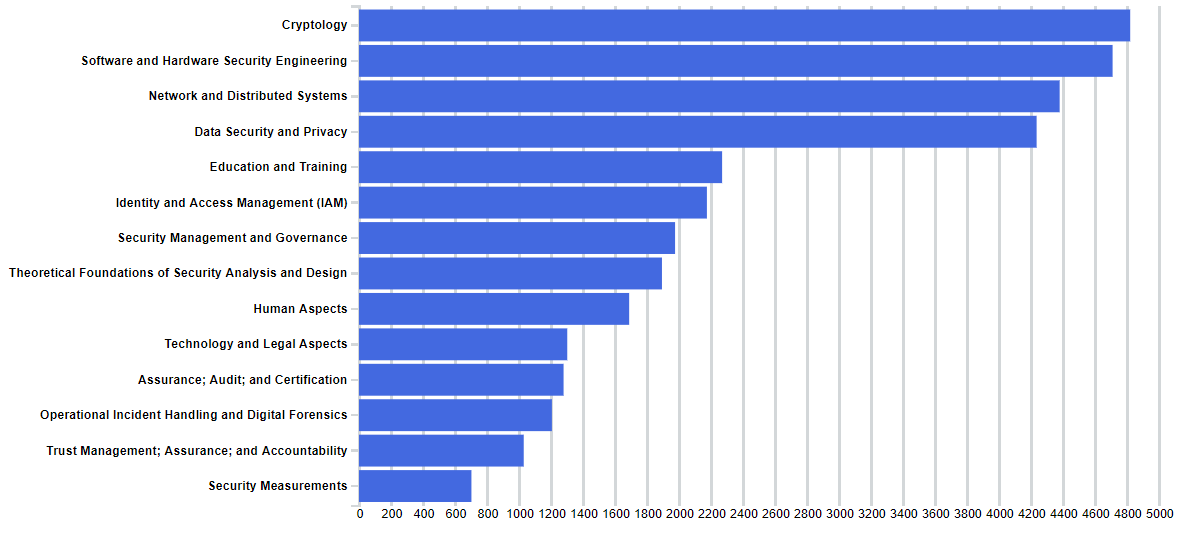 Cryptology
Software and Hardware Security Engineering
Network and Distributed Systems
Data Security and Privacy
Education and Training
Identity and Access Management (IAM)
Security Management and Governance
Theoretical Foundations of Security Analysis and Design
Human Aspects
Technology and Legal Aspects
Assurance; Audit; and Certification
Operational Incident Handling and Digital Forensics
Trust Management; Assurance; and Accountability
Security Measurements
0 200 400 600 800 1000 1200 1400 1600 1800 2000 2200 2400 2600 2800 3000 3200 3400 3600 3800 4000 4200 4400 4600 4800 5000